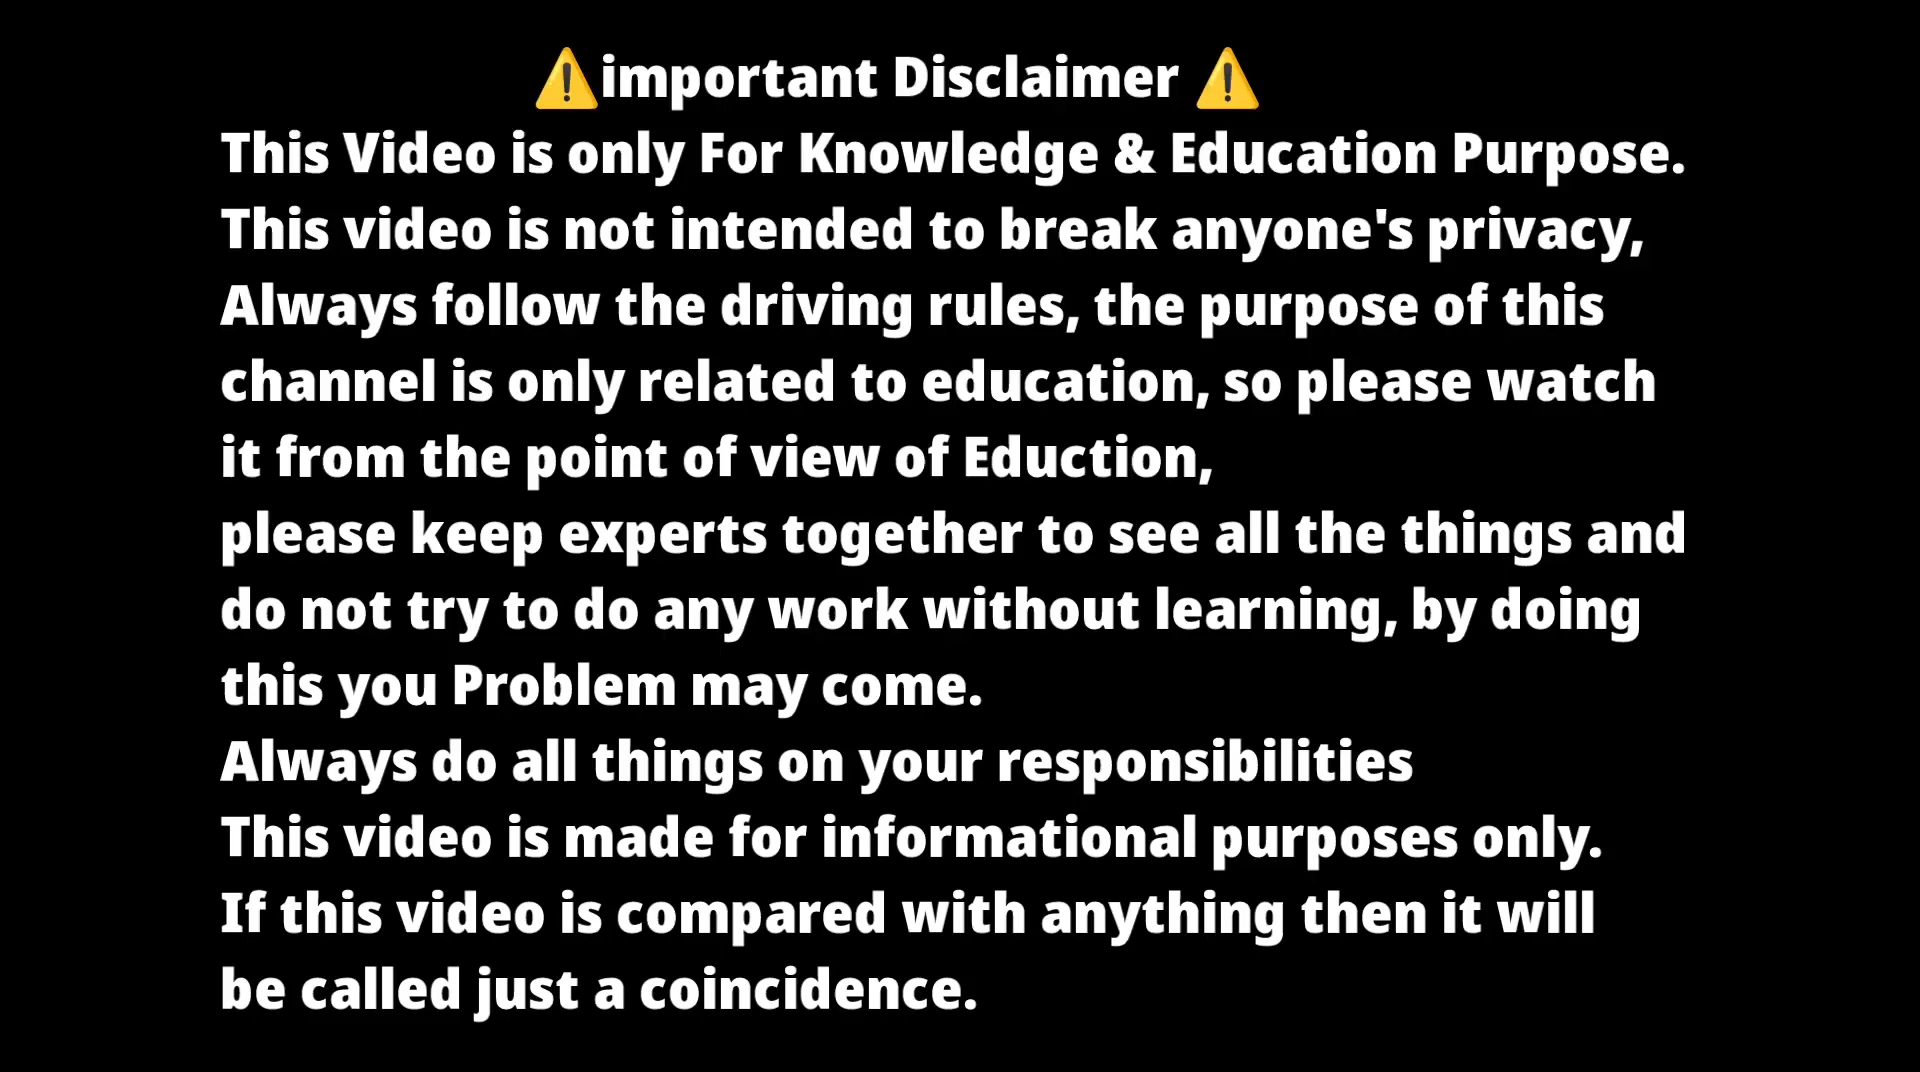 ⚠️important Disclaimer ⚠️
This Video is only For Knowledge & Education Purpose.
This video is not intended to break anyone's privacy,
Always follow the driving rules, the purpose of this
channel is only related to education, so please watch
it from the point of view of Eduction,
please keep experts together to see all the things and
do not try to do any work without learning, by doing
this you Problem may come.
Always do all things on your responsibilities
This video is made for informational purposes only.
If this video is compared with anything then it will
be called just a coincidence.